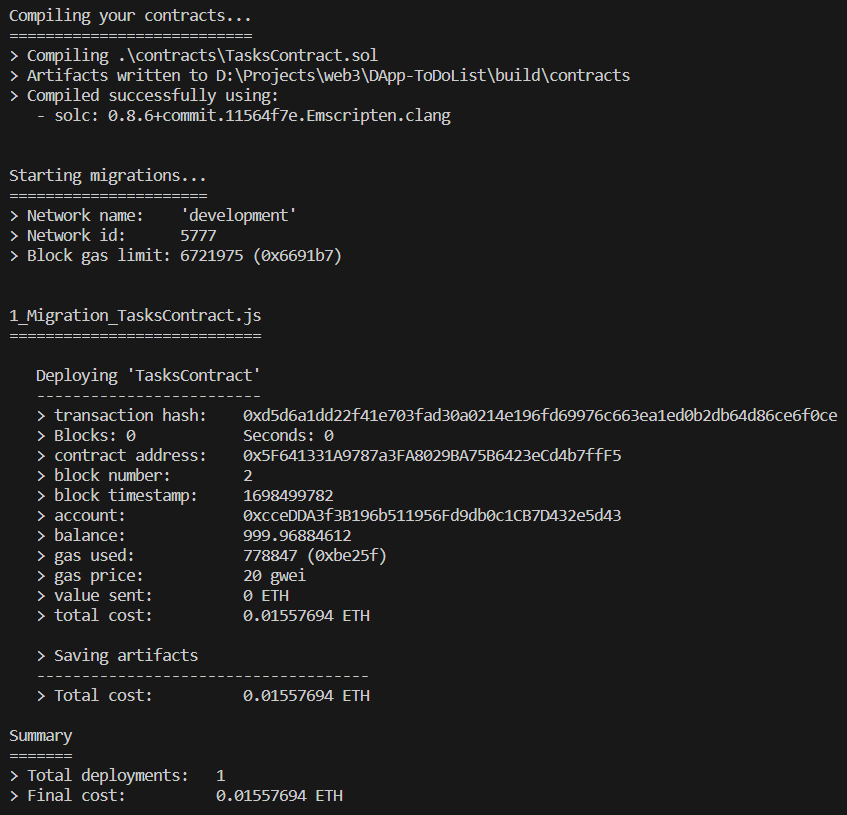 Compiling your contracts...
===========================
> Compiling .\contracts\TasksContract.sol
> Artifacts written to D:\Projects\web3\DApp-ToDoList\build\contracts
> Compiled successfully using:
   - solc: 0.8.6+commit.11564f7e.Emscripten.clang
Starting migrations...
======================
> Network name:    'development'
> Network id:      5777
> Block gas limit: 6721975 (0x6691b7)
1_Migration_TasksContract.js
============================
   Deploying 'TasksContract'
   -------------------------
   > transaction hash:    0xd5d6a1dd22f41e703fad30a0214e196fd69976c663ea1ed0b2db64d86ce6f0ce
   > Blocks: 0            Seconds: 0
   > contract address:    0x5F641331A9787a3FA8029BA75B6423eCd4b7ffF5
   > block number:        2
   > block timestamp:     1698499782
   > account:             0xcceDDA3f3B196b511956Fd9db0c1CB7D432e5d43
   > balance:             999.96884612
   > gas used:            778847 (0xbe25f)
   > gas price:           20 gwei
   > value sent:          0 ETH
   > total cost:          0.01557694 ETH
   > Saving artifacts
   -------------------------------------
   > Total cost:          0.01557694 ETH
Summary
=======
> Total deployments:   1
> Final cost:          0.01557694 ETH